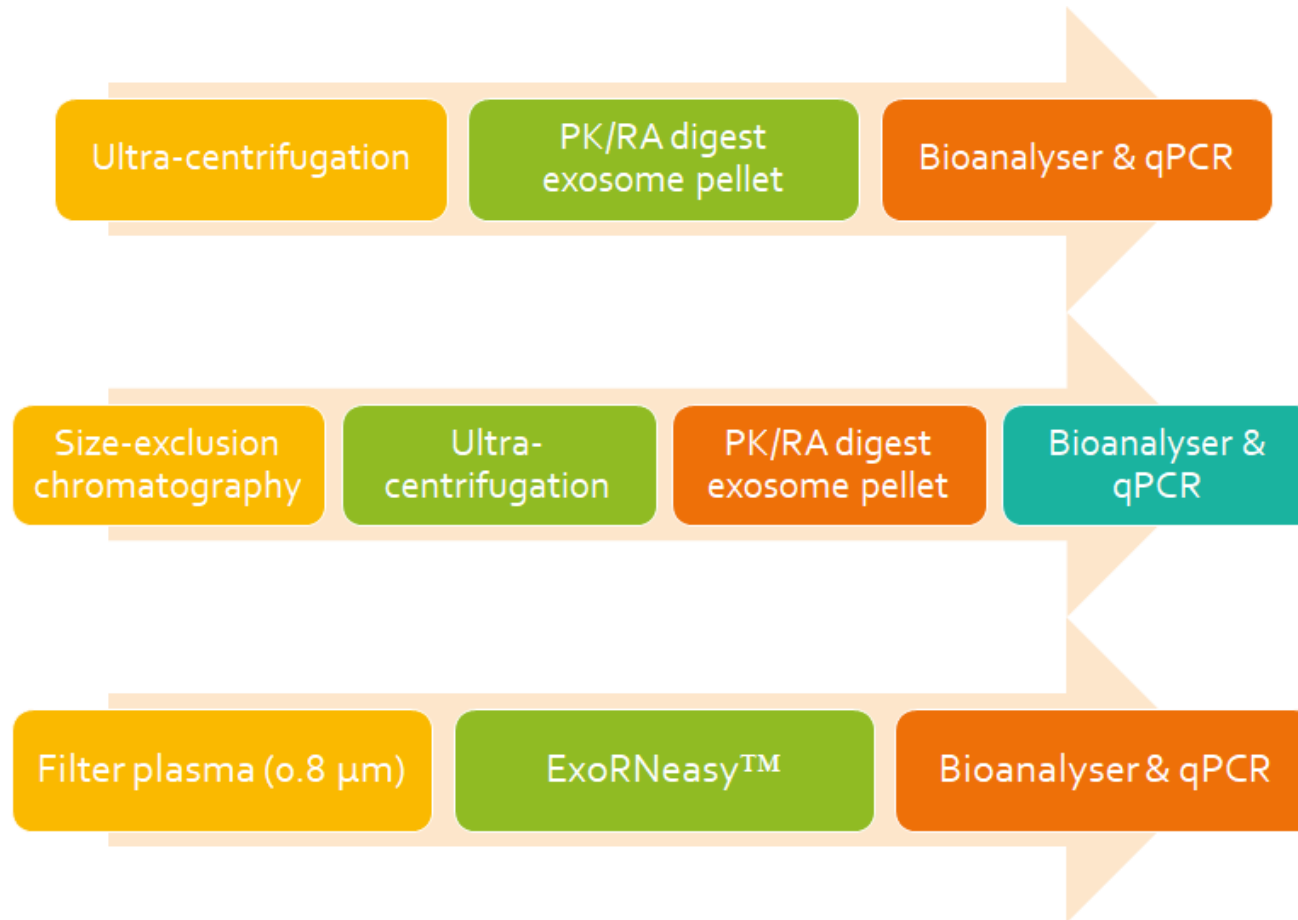 Ultra-centrifugation
PK/RA digest
exosome pellet
Bioanalyser & qPCR
Size-exclusion
chromatography
Ultra-
centrifugation
PK/RA digest
exosome pellet
Bioanalyser &
qPCR
Filter plasma (0.8 µm)
ExoRNeasy™
Bioanalyser & qPCR